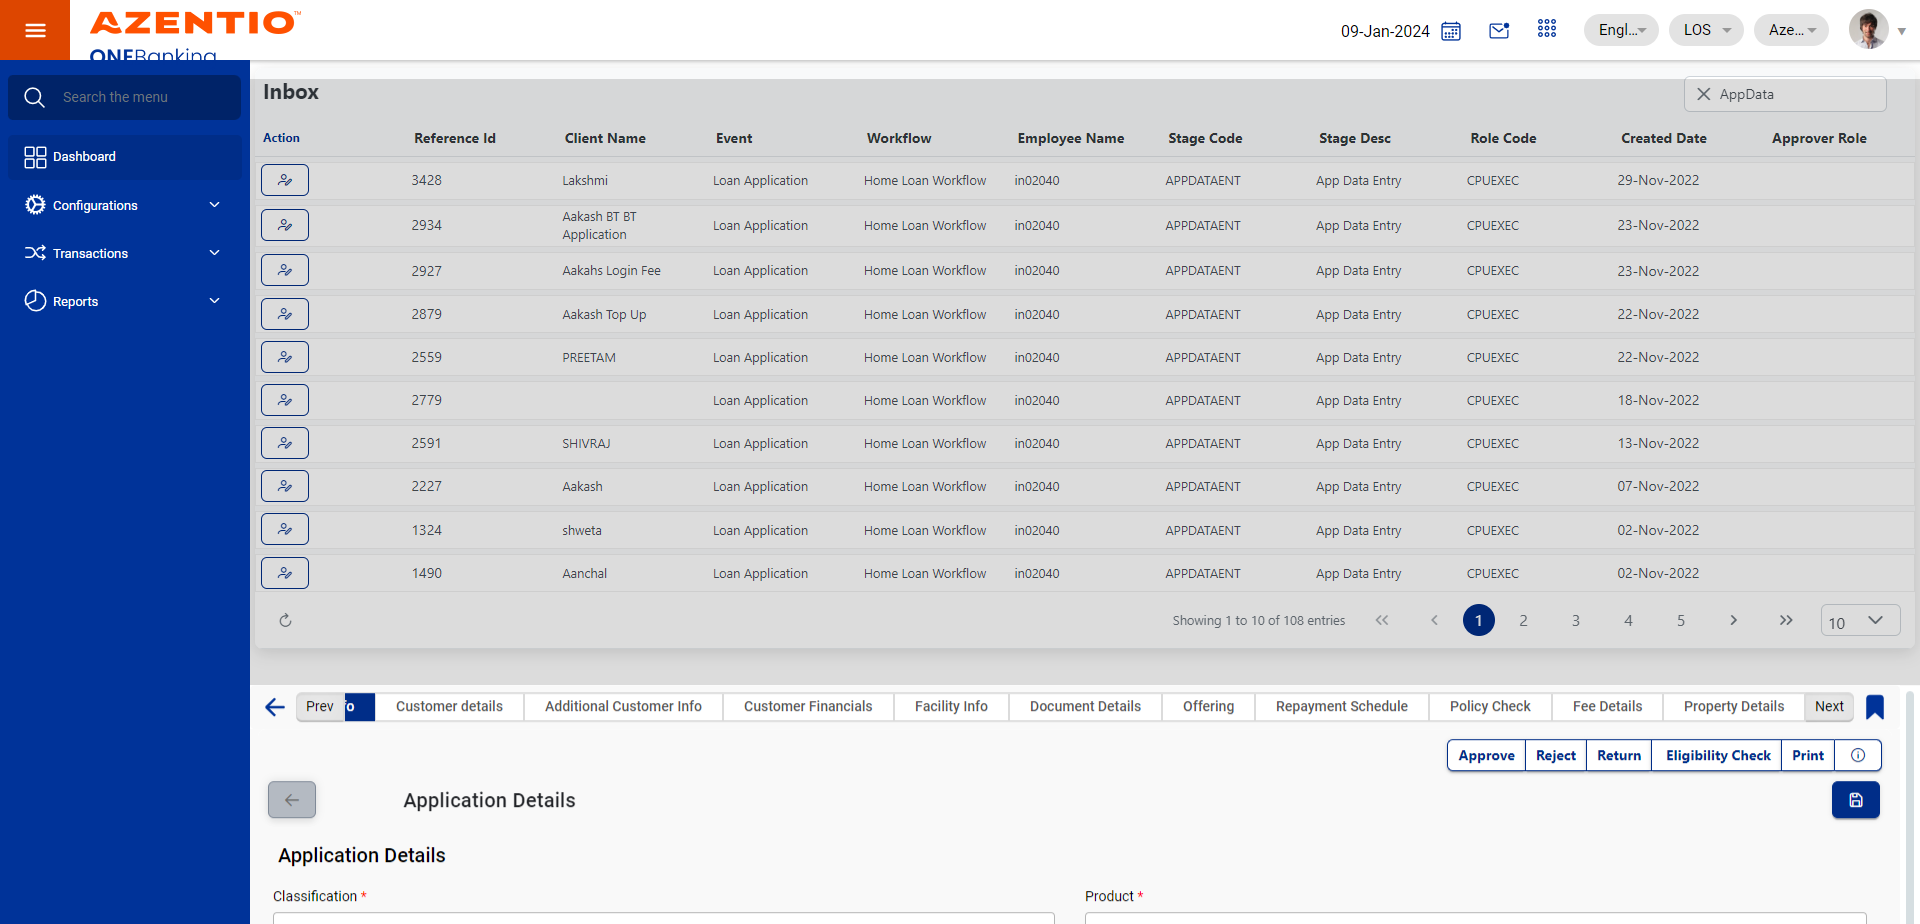 AZENTIO™
ONEBanking
09-Jan-2024
Engl...
LOS
Aze...
Search the menu
Dashboard
Configurations
Transactions
Reports
Inbox
AppData
Action Reference Id Client Name Event Workflow Employee Name Stage Code Stage Desc Role Code Created Date Approver Role
3428 Lakshmi Loan Application Home Loan Workflow in02040 APPDATAENT App Data Entry CPUEXEC 29-Nov-2022
2934 Aakash BT BT Application Loan Application Home Loan Workflow in02040 APPDATAENT App Data Entry CPUEXEC 23-Nov-2022
2927 Aakahs Login Fee Loan Application Home Loan Workflow in02040 APPDATAENT App Data Entry CPUEXEC 23-Nov-2022
2879 Aakash Top Up Loan Application Home Loan Workflow in02040 APPDATAENT App Data Entry CPUEXEC 22-Nov-2022
2559 PREETAM Loan Application Home Loan Workflow in02040 APPDATAENT App Data Entry CPUEXEC 22-Nov-2022
2779 Loan Application Home Loan Workflow in02040 APPDATAENT App Data Entry CPUEXEC 18-Nov-2022
2591 SHIVRAJ Loan Application Home Loan Workflow in02040 APPDATAENT App Data Entry CPUEXEC 13-Nov-2022
2227 Aakash Loan Application Home Loan Workflow in02040 APPDATAENT App Data Entry CPUEXEC 07-Nov-2022
1324 shweta Loan Application Home Loan Workflow in02040 APPDATAENT App Data Entry CPUEXEC 02-Nov-2022
1490 Aanchal Loan Application Home Loan Workflow in02040 APPDATAENT App Data Entry CPUEXEC 02-Nov-2022
Showing 1 to 10 of 108 entries << < 1 2 3 4 5 > >> 10
Prev fo Customer details Additional Customer Info Customer Financials Facility Info Document Details Offering Repayment Schedule Policy Check Fee Details Property Details Next
Approve Reject Return Eligibility Check Print
Application Details
Application Details
Classification * Product *